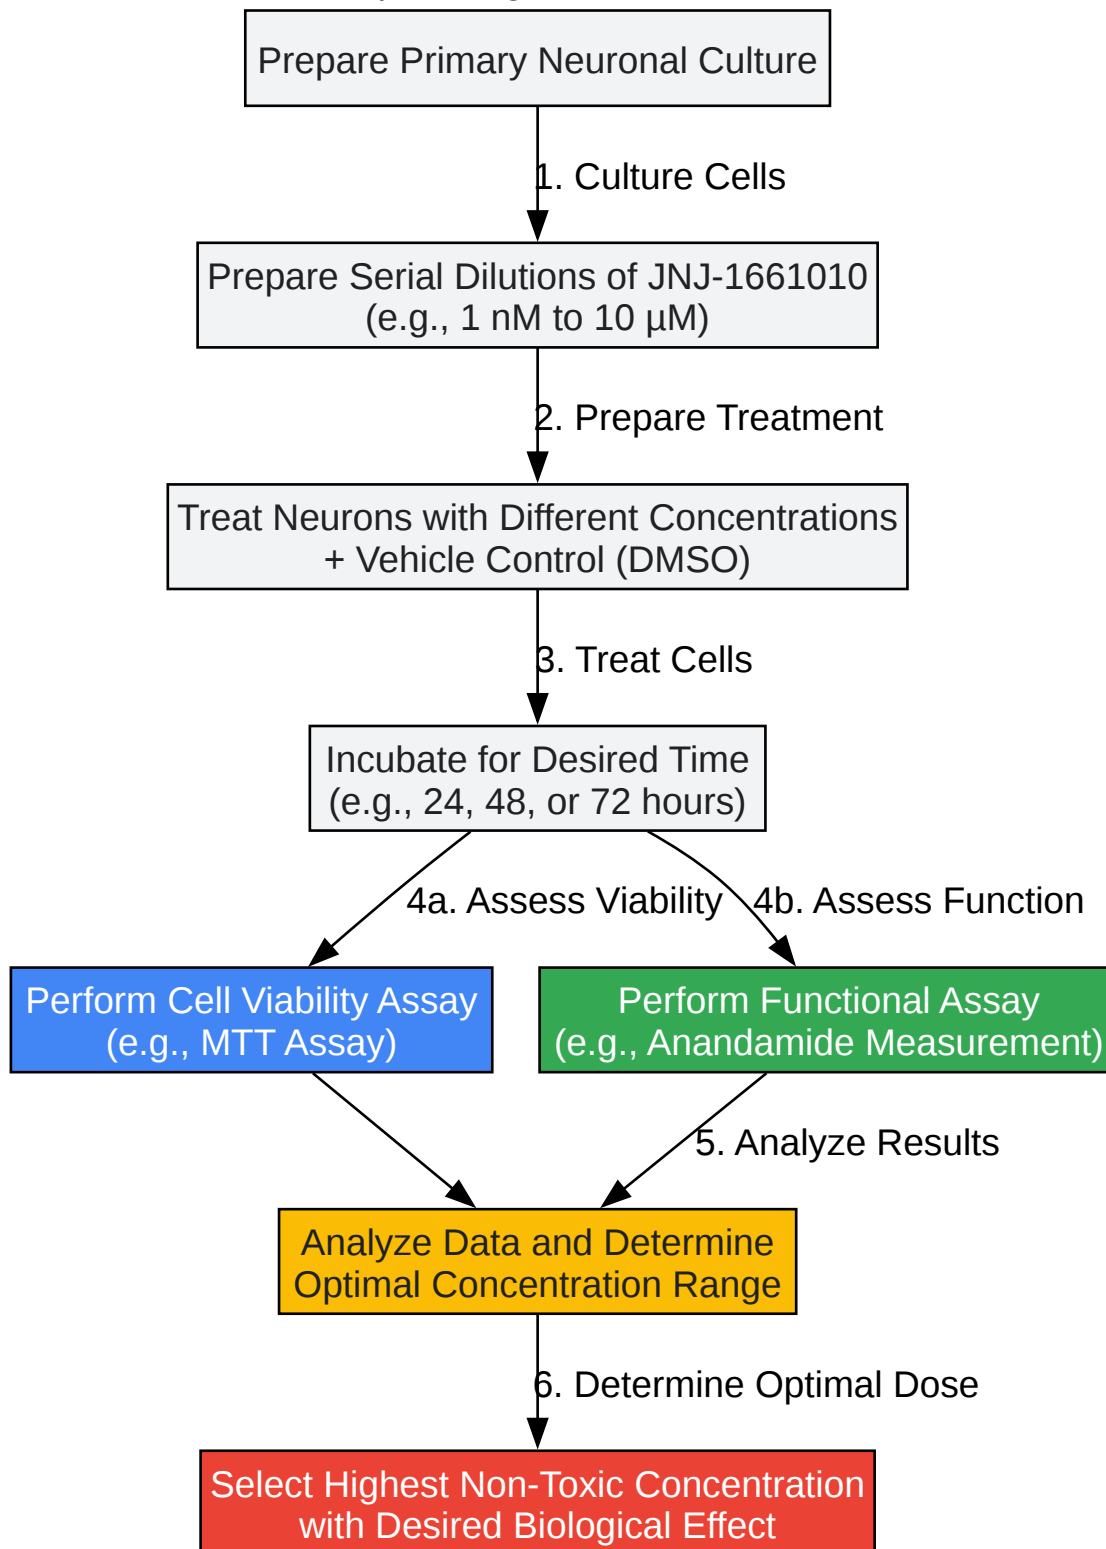 Prepare Primary Neuronal Culture
1. Culture Cells
Prepare Serial Dilutions of JNJ-1661010
(e.g., 1 nM to 10 µM)
2. Prepare Treatment
Treat Neurons with Different Concentrations
+ Vehicle Control (DMSO)
3. Treat Cells
Incubate for Desired Time
(e.g., 24, 48, or 72 hours)
4a. Assess Viability
4b. Assess Function
Perform Cell Viability Assay
(e.g., MTT Assay)
Perform Functional Assay
(e.g., Anandamide Measurement)
5. Analyze Results
Analyze Data and Determine
Optimal Concentration Range
6. Determine Optimal Dose
Select Highest Non-Toxic Concentration
with Desired Biological Effect